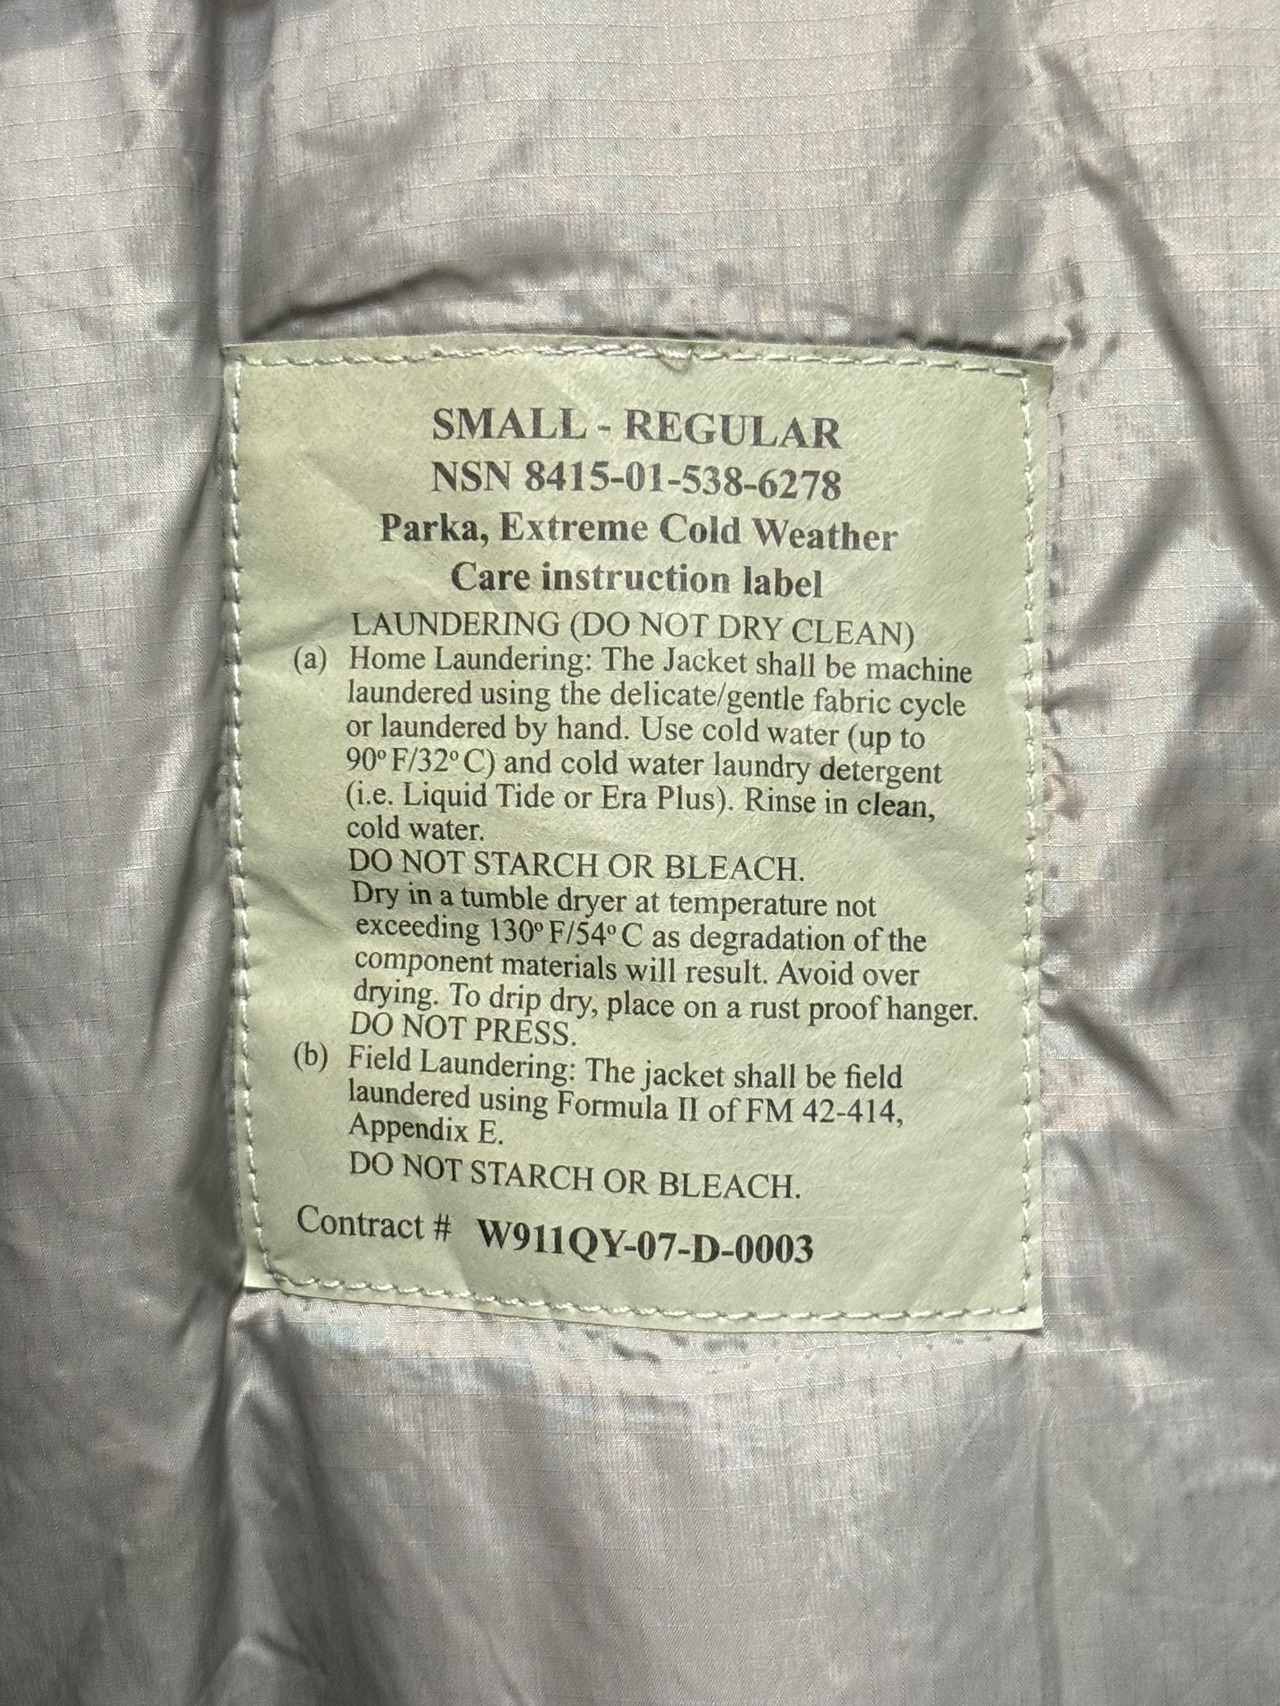 SMALL - REGULAR
NSN 8415-01-538-6278
Parka, Extreme Cold Weather
Care instruction label
LAUNDERING (DO NOT DRY CLEAN)
(a) Home Laundering: The Jacket shall be machine
laundered using the delicate/gentle fabric cycle
or laundered by hand. Use cold water (up to
90º F/32º C) and cold water laundry detergent
(i.e. Liquid Tide or Era Plus). Rinse in clean,
cold water.
DO NOT STARCH OR BLEACH.
Dry in a tumble dryer at temperature not
exceeding 130º F/54º C as degradation of the
component materials will result. Avoid over
drying. To drip dry, place on a rust proof hanger.
DO NOT PRESS.
(b) Field Laundering: The jacket shall be field
laundered using Formula II of FM 42-414,
Appendix E.
DO NOT STARCH OR BLEACH.
Contract # W911QY-07-D-0003